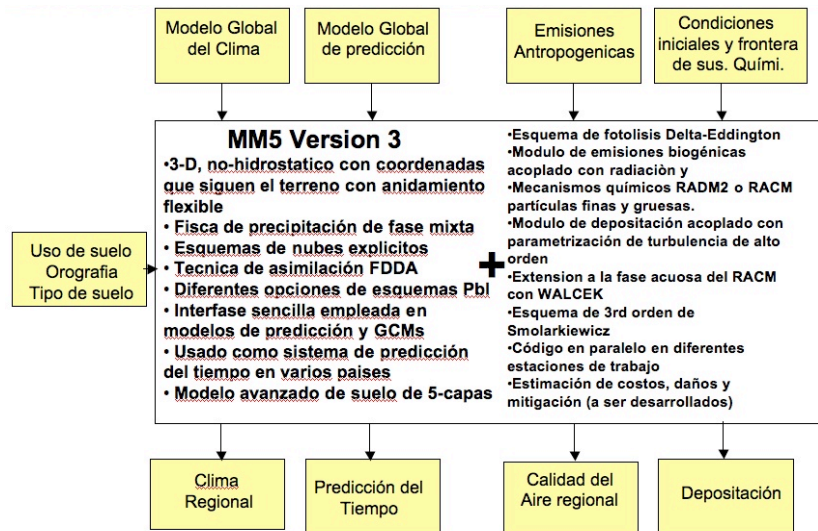 Modelo Global
del Clima
Modelo Global
de predicción
Emisiones
Antropogenicas
Condiciones
iniciales y frontera
de sus. Quími.
Uso de suelo
Orografia
Tipo de suelo
MM5 Version 3
•3-D, no-hidrostatico con coordenadas
que siguen el terreno con anidamiento
flexible
• Fisca de precipitación de fase mixta
• Esquemas de nubes explicitos
• Tecnica de asimilación FDDA
• Diferentes opciones de esquemas Pbl
• Interfase sencilla empleada en
modelos de predicción y GCMs
• Usado como sistema de predicción
del tiempo en varios paises
• Modelo avanzado de suelo de 5-capas
+
•Esquema de fotolisis Delta-Eddington
•Modulo de emisiones biogénicas
acoplado con radiaciòn y
•Mecanismos químicos RADM2 o RACM
partículas finas y gruesas.
•Modulo de depositación acoplado con
parametrización de turbulencia de alto
orden
•Extension a la fase acuosa del RACM
con WALCEK
•Esquema de 3rd orden de
Smolarkiewicz
•Código en paralelo en diferentes
estaciones de trabajo
•Estimación de costos, daños y
mitigación (a ser desarrollados)
Clima
Regional
Predicción del
Tiempo
Calidad del
Aire regional
Depositación